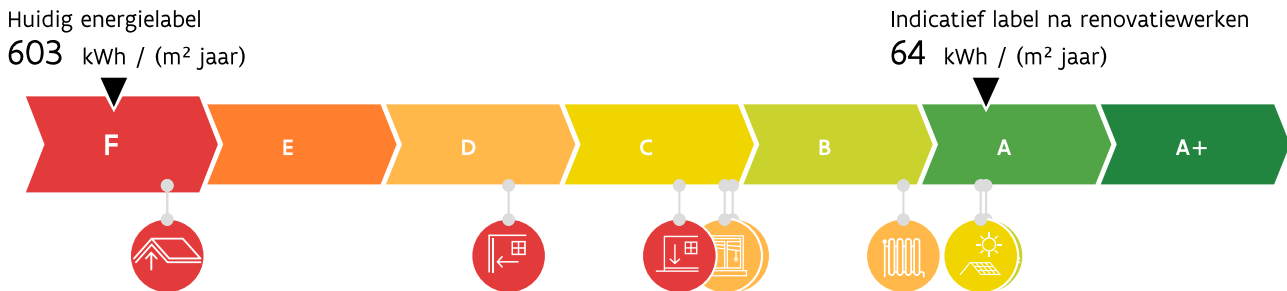 Huidig energielabel
603 kWh / (m² jaar)
Indicatief label na renovatiewerken
64 kWh / (m² jaar)
F E D C B A A+